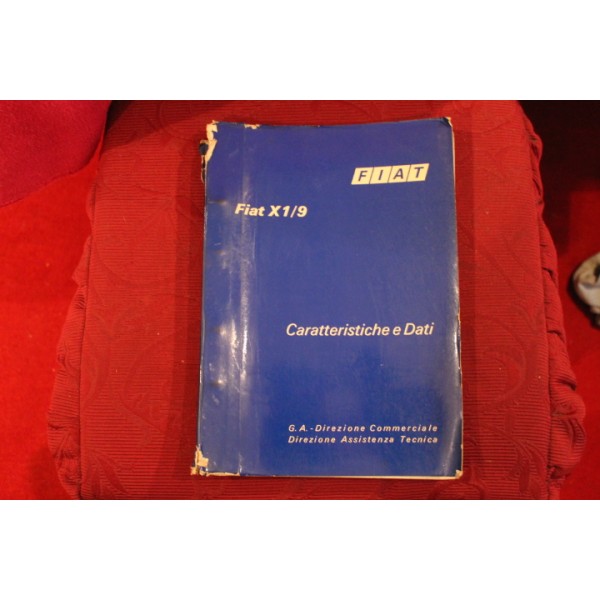 FIAT
Fiat X1/9
Caratteristiche e Dati
G.A.-Direzione Commerciale
Direzione Assistenza Tecnica